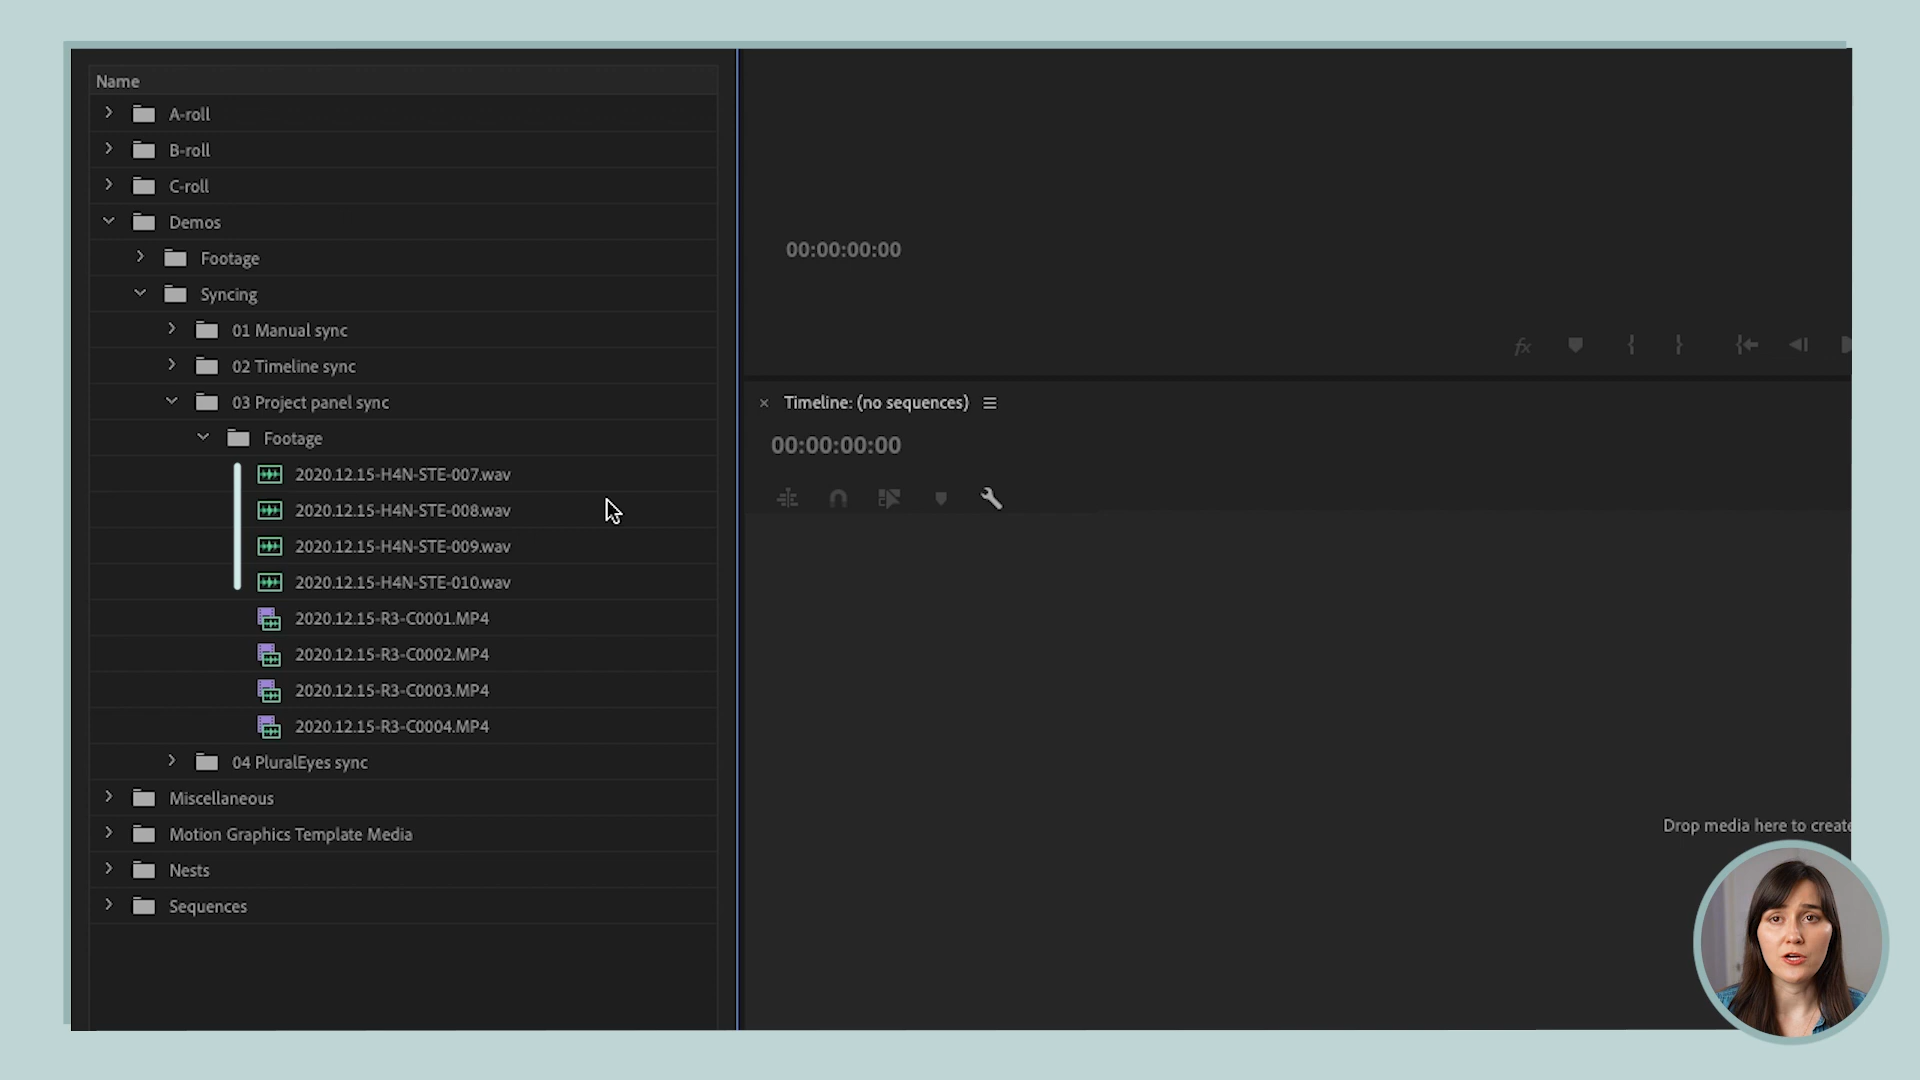 Name
A-roll
B-roll
C-roll
Demos
Footage
Syncing
01 Manual sync
02 Timeline sync
03 Project panel sync
Footage
2020.12.15-H4N-STE-007.wav
2020.12.15-H4N-STE-008.wav
2020.12.15-H4N-STE-009.wav
2020.12.15-H4N-STE-010.wav
2020.12.15-R3-C0001.MP4
2020.12.15-R3-C0002.MP4
2020.12.15-R3-C0003.MP4
2020.12.15-R3-C0004.MP4
04 PluralEyes sync
Miscellaneous
Motion Graphics Template Media
Nests
Sequences
00:00:00:00
fx
Timeline: (no sequences)
00:00:00:00
Drop media here to create